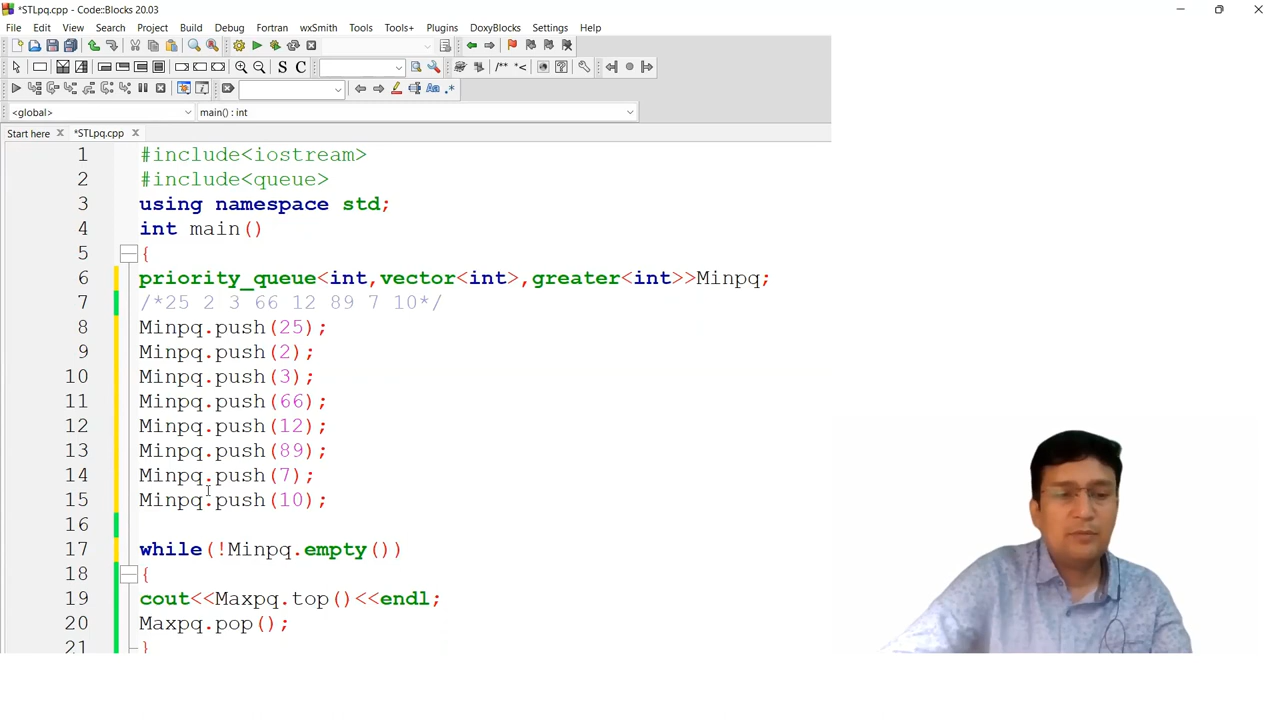 *STLpq.cpp - Code::Blocks 20.03
File Edit View Search Project Build Debug Fortran wxSmith Tools Tools+ Plugins DoxyBlocks Settings Help
S C /** *<
Aa .*
<global> main() : int
Start here *STLpq.cpp
1 #include<iostream>
2 #include<queue>
3 using namespace std;
4 int main()
5 {
6 priority_queue<int,vector<int>,greater<int>>Minpq;
7 /*25 2 3 66 12 89 7 10*/
8 Minpq.push(25);
9 Minpq.push(2);
10 Minpq.push(3);
11 Minpq.push(66);
12 Minpq.push(12);
13 Minpq.push(89);
14 Minpq.push(7);
15 Minpq.push(10);
16
17 while(!Minpq.empty())
18 {
19 cout<<Maxpq.top()<<endl;
20 Maxpq.pop();
21 }